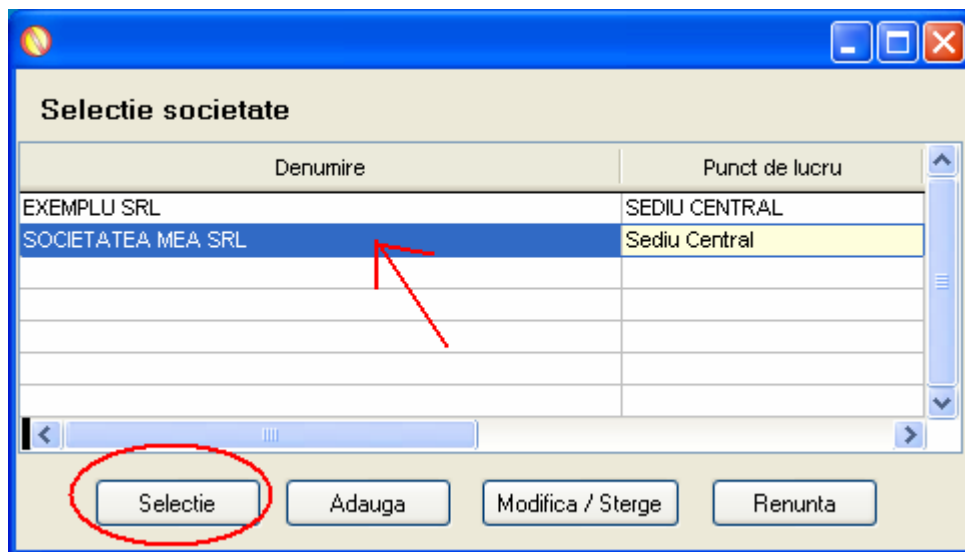 Selectie societate
Denumire Punct de lucru
EXEMPLU SRL SEDIU CENTRAL
SOCIETATEA MEA SRL Sediu Central
Selectie Adauga Modifica / Sterge Renunta